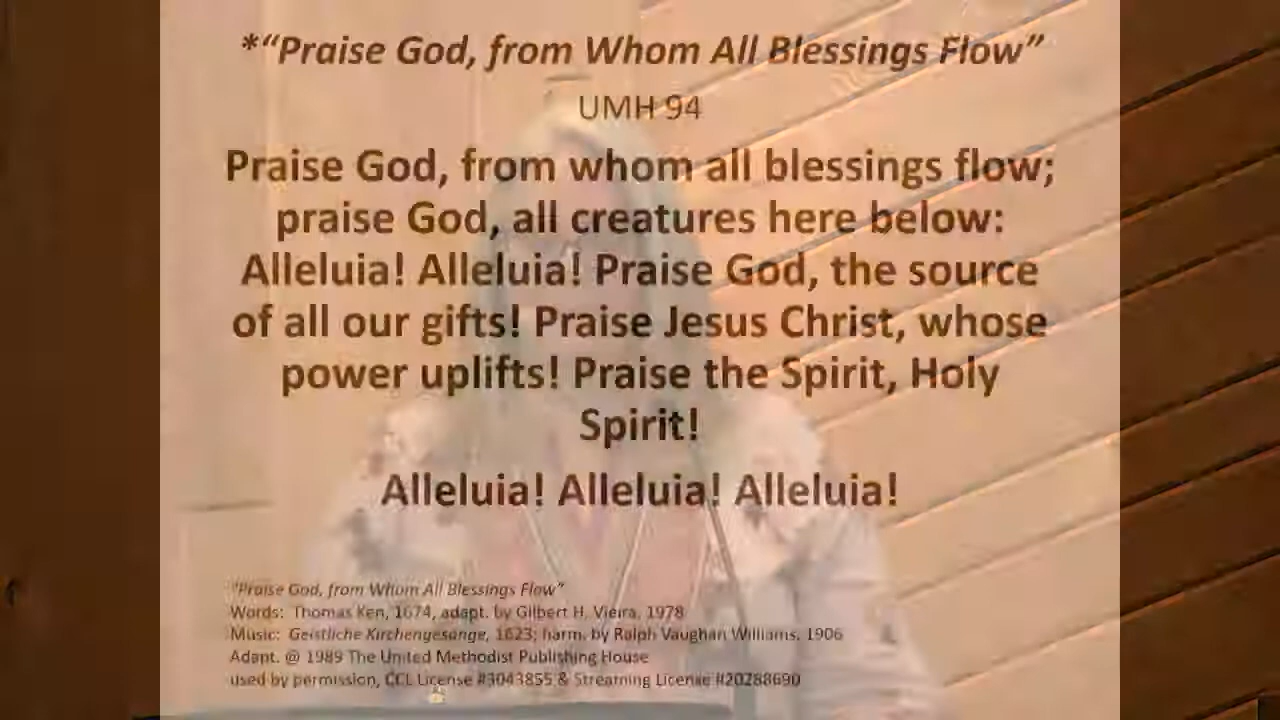 *“Praise God, from Whom All Blessings Flow”
UMH 94
Praise God, from whom all blessings flow;
praise God, all creatures here below:
Alleluia! Alleluia! Praise God, the source
of all our gifts! Praise Jesus Christ, whose
power uplifts! Praise the Spirit, Holy
Spirit!
Alleluia! Alleluia! Alleluia!
"Praise God, from Whom All Blessings Flow"
Words: Thomas Ken, 1674, adapt. by Gilbert H. Vieira, 1978
Music: Geistliche Kirchengesange, 1623; harm. by Ralph Vaughan Williams, 1906
Adapt. @ 1989 The United Methodist Publishing House
used by permission, CCL License #3043855 & Streaming License #20288690